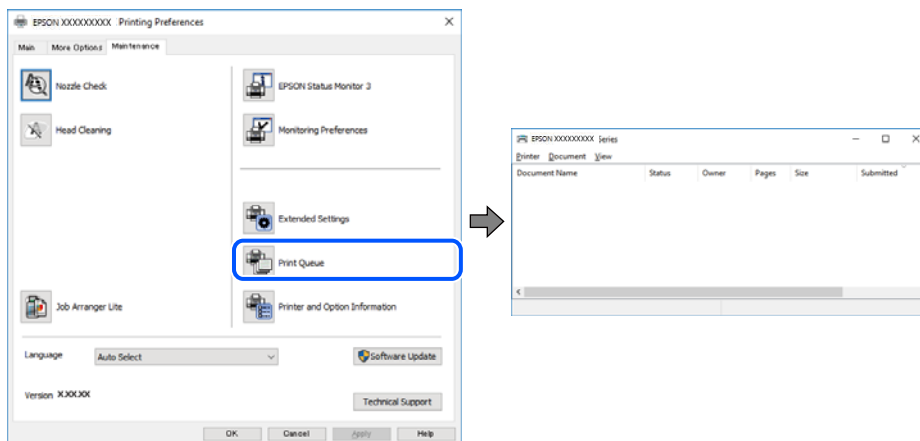 EPSON XXXXXXXXX Printing Preferences
Main More Options Maintenance
Nozzle Check
Head Cleaning
Job Arranger Lite
EPSON Status Monitor 3
Monitoring Preferences
Extended Settings
Print Queue
Printer and Option Information
Language Auto Select
Software Update
Version X.XX.XX
Technical Support
OK Cancel Apply Help
EPSON XXXXXXXXX Series
Printer Document View
Document Name Status Owner Pages Size Submitted